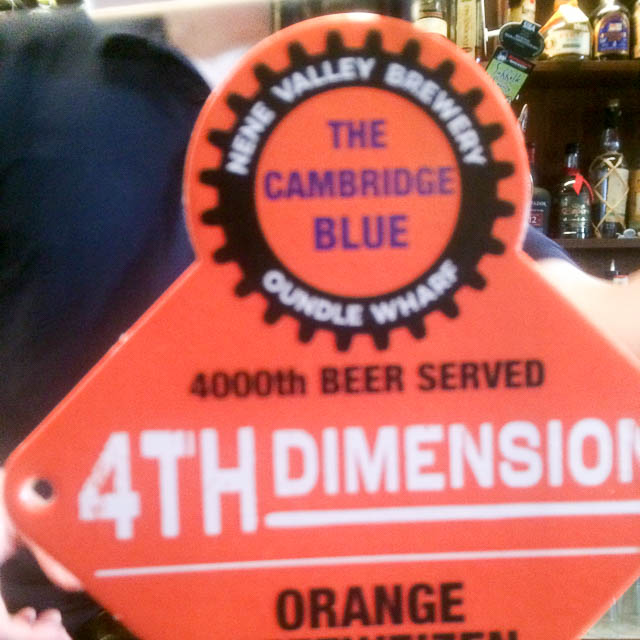 NENE VALLEY BREWERY
THE
CAMBRIDGE
BLUE
OUNDLE WHARF
4000th BEER SERVED
4TH DIMENSION
ORANGE